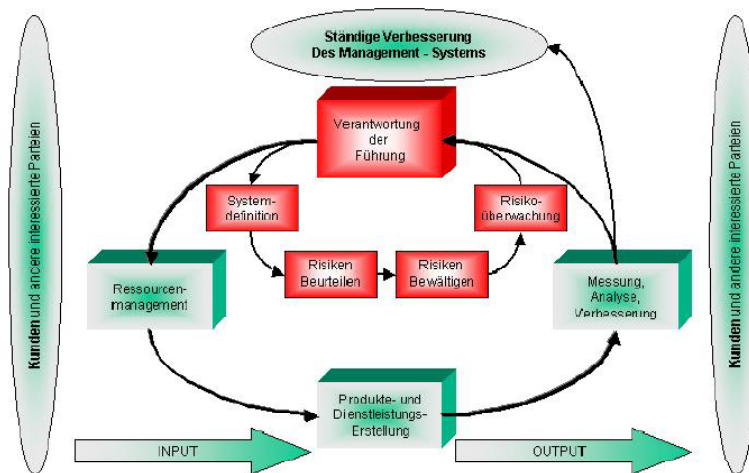 Ständige Verbesserung
Des Management - Systems
Kunden und andere interessierte Parteien
Verantwortung
der
Führung
System-
definition
Risiko-
überwachung
Risiken
Beurteilen
Risiken
Bewältigen
Ressourcen-
management
Messung,
Analyse,
Verbesserung
Produkte- und
Dienstleistungs-
Erstellung
INPUT
OUTPUT
Kunden und andere interessierte Parteien